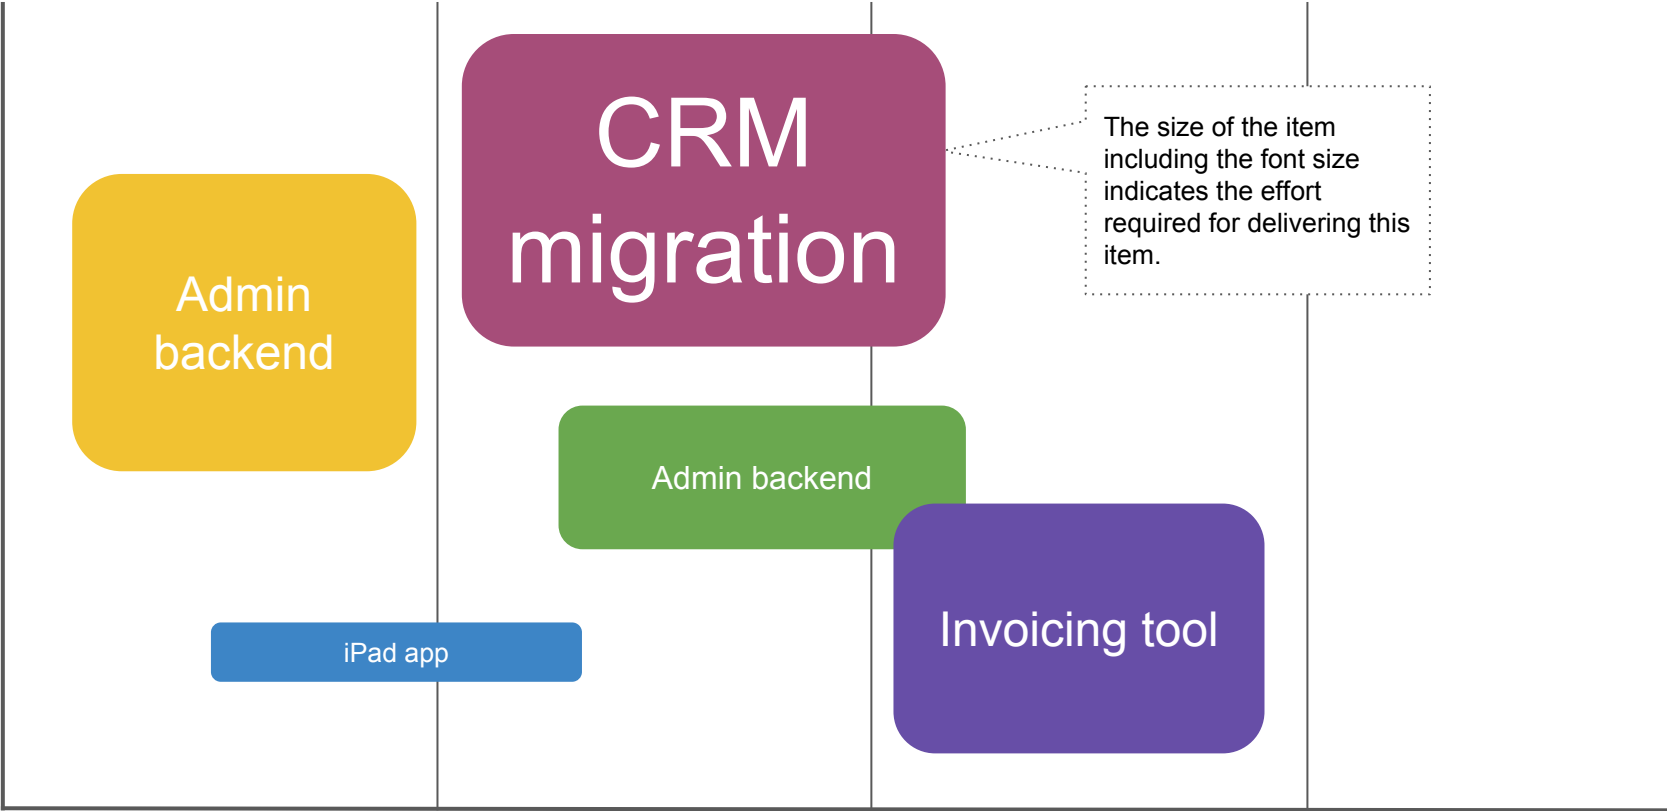 CRM
migration
The size of the item
including the font size
indicates the effort
required for delivering this
item.
Admin
backend
Admin backend
Invoicing tool
iPad app